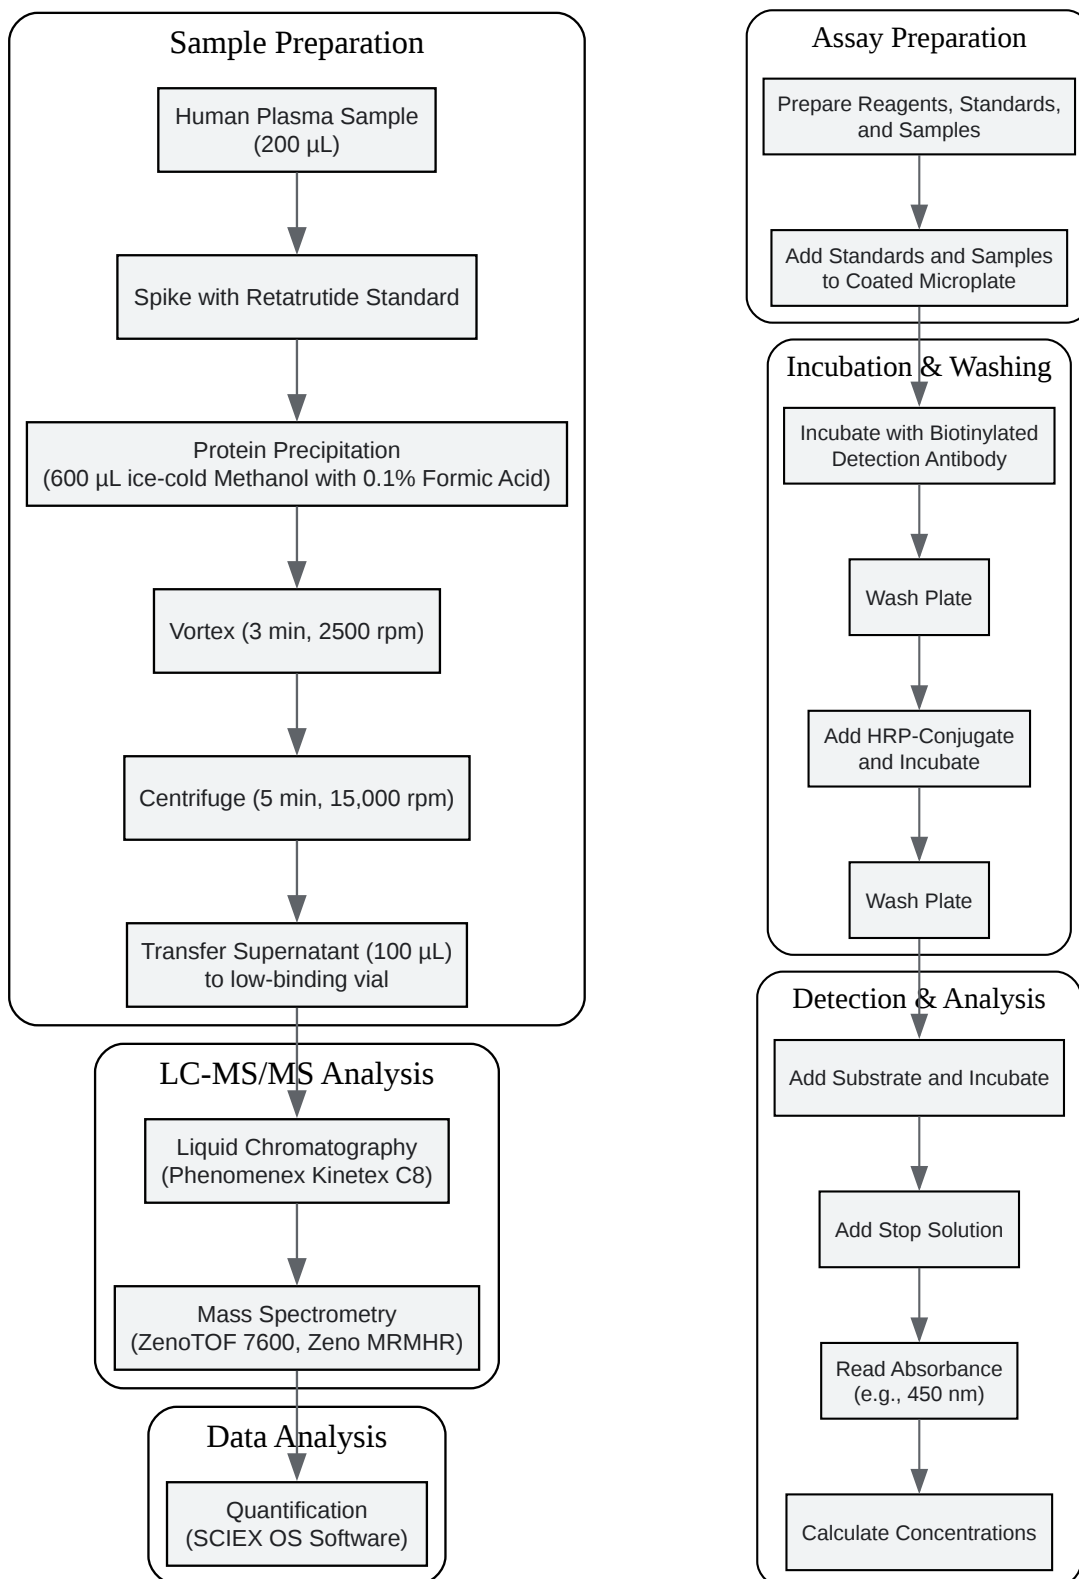 Sample Preparation
Human Plasma Sample
(200 µL)
Spike with Retatrutide Standard
Protein Precipitation
(600 µL ice-cold Methanol with 0.1% Formic Acid)
Vortex (3 min, 2500 rpm)
Centrifuge (5 min, 15,000 rpm)
Transfer Supernatant (100 µL)
to low-binding vial
LC-MS/MS Analysis
Liquid Chromatography
(Phenomenex Kinetex C8)
Mass Spectrometry
(ZenoTOF 7600, Zeno MRMHR)
Data Analysis
Quantification
(SCIEX OS Software)
Assay Preparation
Prepare Reagents, Standards,
and Samples
Add Standards and Samples
to Coated Microplate
Incubation & Washing
Incubate with Biotinylated
Detection Antibody
Wash Plate
Add HRP-Conjugate
and Incubate
Wash Plate
Detection & Analysis
Add Substrate and Incubate
Add Stop Solution
Read Absorbance
(e.g., 450 nm)
Calculate Concentrations